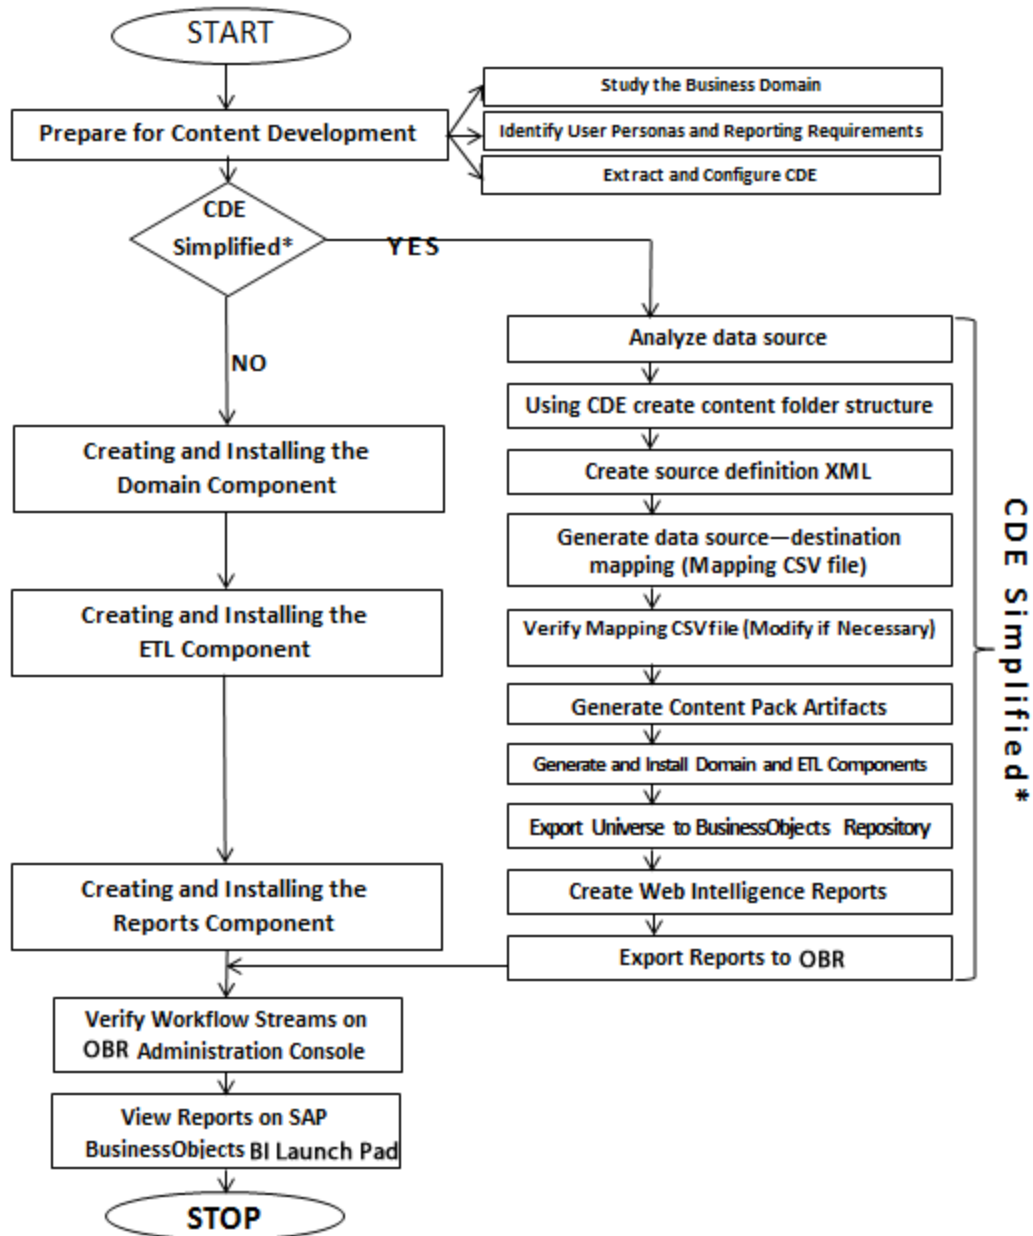 START
Prepare for Content Development
Study the Business Domain
Identify User Personas and Reporting Requirements
Extract and Configure CDE
CDE
Simplified*
YES
NO
Creating and Installing the
Domain Component
Creating and Installing the
ETL Component
Creating and Installing the
Reports Component
Analyze data source
Using CDE create content folder structure
Create source definition XML
Generate data source—destination
mapping (Mapping CSV file)
Verify Mapping CSV file (Modify if Necessary)
Generate Content Pack Artifacts
Generate and Install Domain and ETL Components
Export Universe to BusinessObjects Repository
Create Web Intelligence Reports
Export Reports to OBR
CDE Simplified*
Verify Workflow Streams on
OBR Administration Console
View Reports on SAP
BusinessObjects BI Launch Pad
STOP